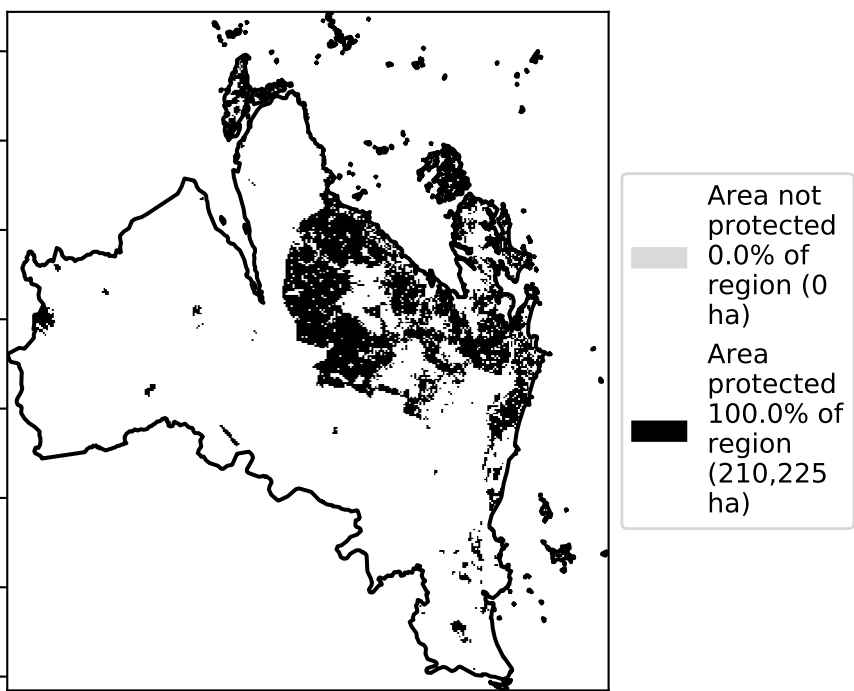 Area not
protected
0.0% of
region (0
ha)
Area
protected
100.0% of
region
(210,225
ha)